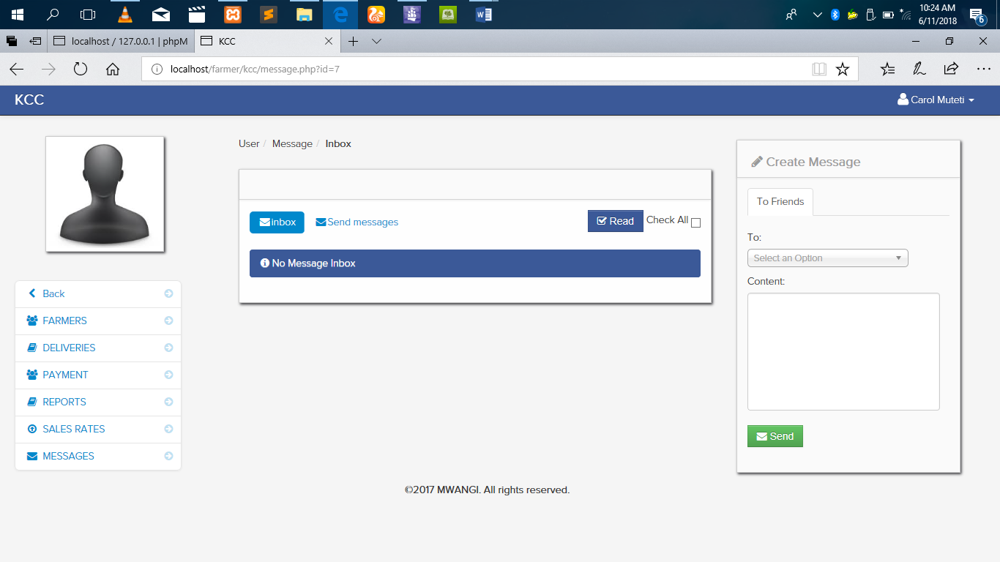 10:24 AM
6/11/2018
6
localhost / 127.0.0.1 | phpM
KCC
localhost/farmer/kcc/message.php?id=7
KCC
Carol Muteti
User / Message / Inbox
inbox
Send messages
Read
Check All
No Message Inbox
Back
FARMERS
DELIVERIES
PAYMENT
REPORTS
SALES RATES
MESSAGES
Create Message
To Friends
To:
Select an Option
Content:
Send
©2017 MWANGI. All rights reserved.